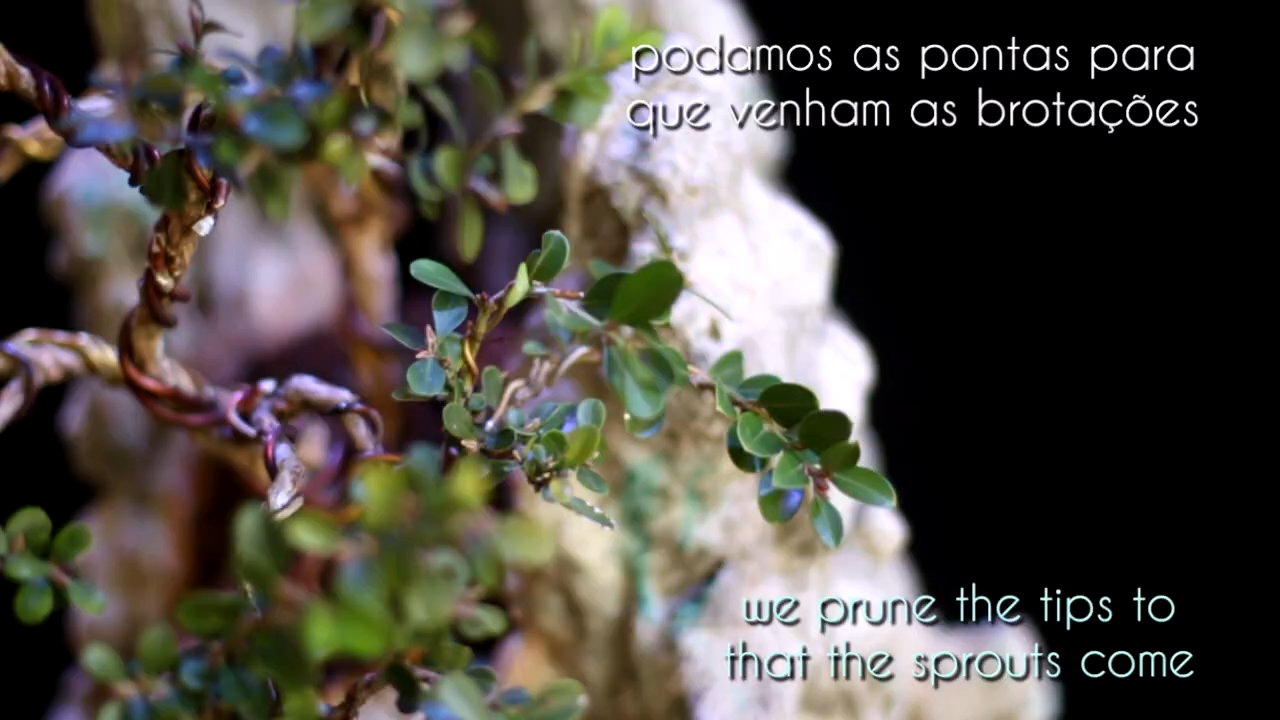 podamos as pontas para
que venham as brotações
we prune the tips to
that the sprouts come